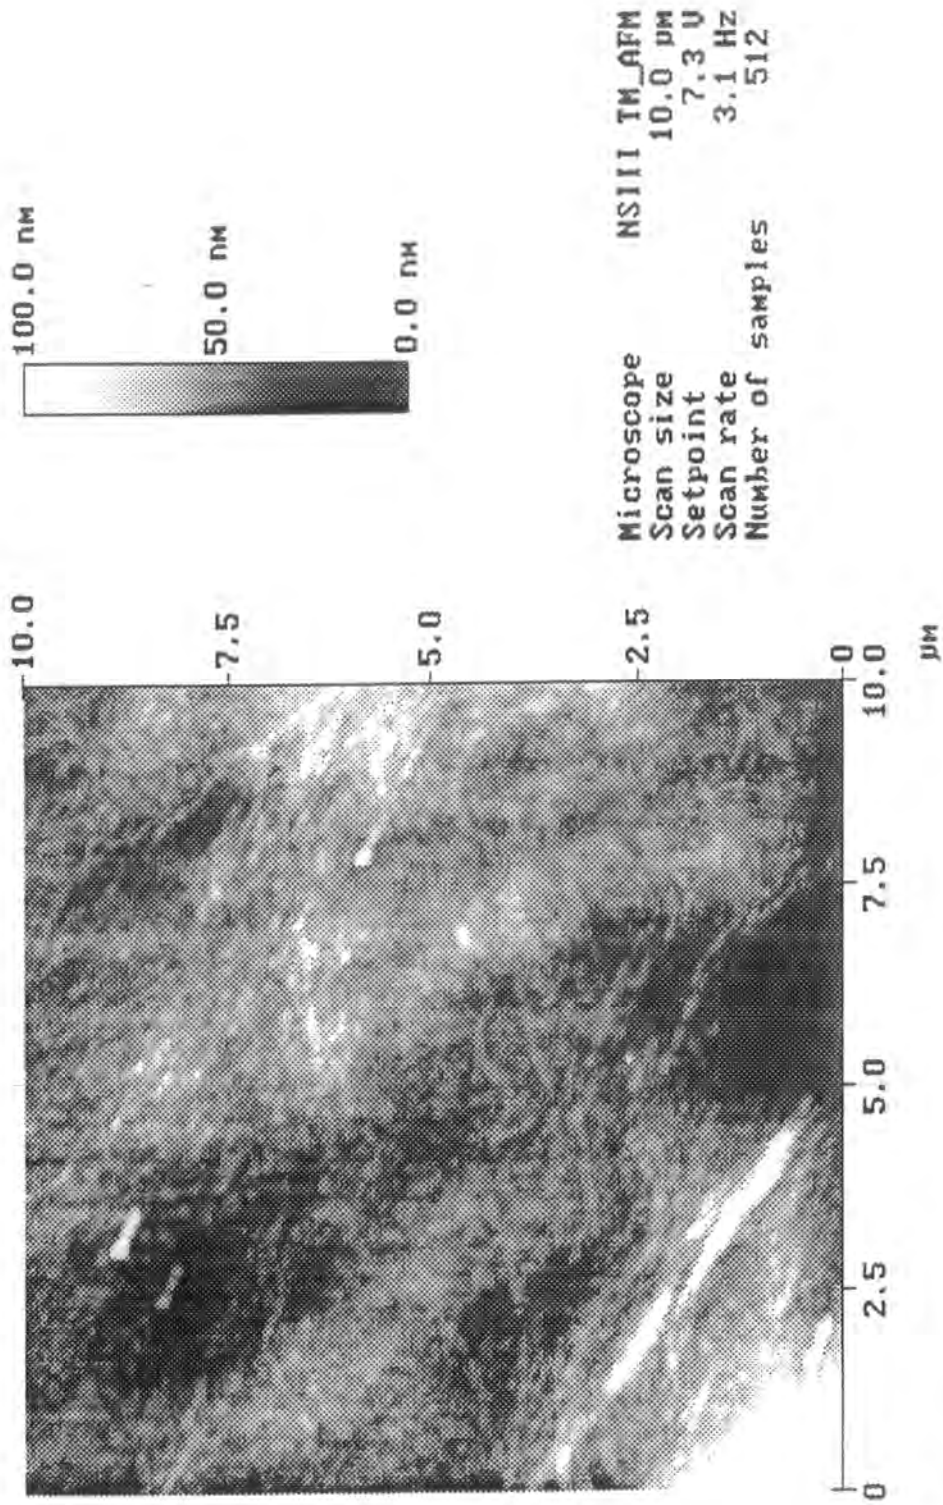 100.0 nM
50.0 nM
0.0 nM
10.0
7.5
5.0
2.5
0
0
2.5
5.0
7.5
10.0
µM
Microscope NSIII TM_AFM
Scan size 10.0 µM
Setpoint 7.3 V
Scan rate 3.1 Hz
Number of samples 512